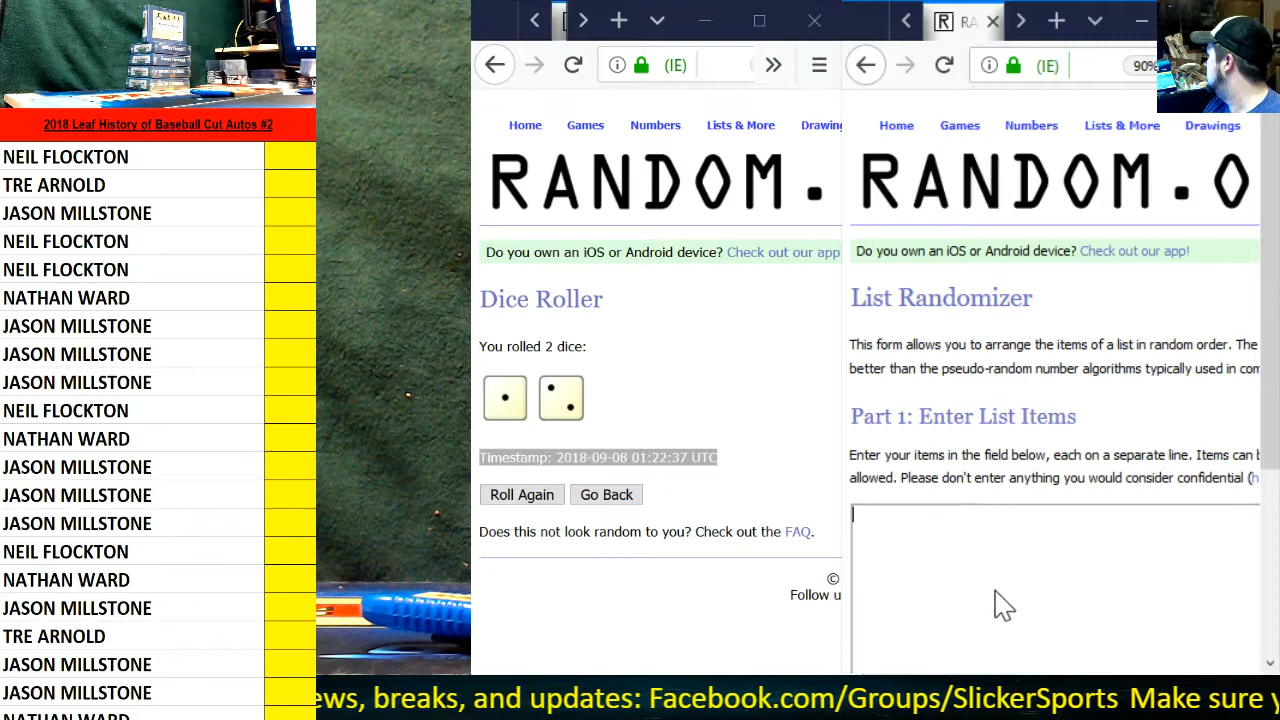 2018 Leaf History of Baseball Cut Autos #2
NEIL FLOCKTON
TRE ARNOLD
JASON MILLSTONE
NEIL FLOCKTON
NEIL FLOCKTON
NATHAN WARD
JASON MILLSTONE
JASON MILLSTONE
JASON MILLSTONE
NEIL FLOCKTON
NATHAN WARD
JASON MILLSTONE
JASON MILLSTONE
JASON MILLSTONE
NEIL FLOCKTON
NATHAN WARD
JASON MILLSTONE
TRE ARNOLD
JASON MILLSTONE
JASON MILLSTONE
NATHAN WARD
(IE)
Home Games Numbers Lists & More Drawing
RANDOM.
Do you own an iOS or Android device? Check out our app
Dice Roller
You rolled 2 dice:
Timestamp: 2018-09-08 01:22:37 UTC
Roll Again Go Back
Does this not look random to you? Check out the FAQ.
©
Follow u
R RA
(IE) 90%
Home Games Numbers Lists & More Drawings
RANDOM.O
Do you own an iOS or Android device? Check out our app!
List Randomizer
This form allows you to arrange the items of a list in random order. The
better than the pseudo-random number algorithms typically used in com
Part 1: Enter List Items
Enter your items in the field below, each on a separate line. Items can b
allowed. Please don't enter anything you would consider confidential (h
ews, breaks, and updates: Facebook.com/Groups/SlickerSports Make sure y